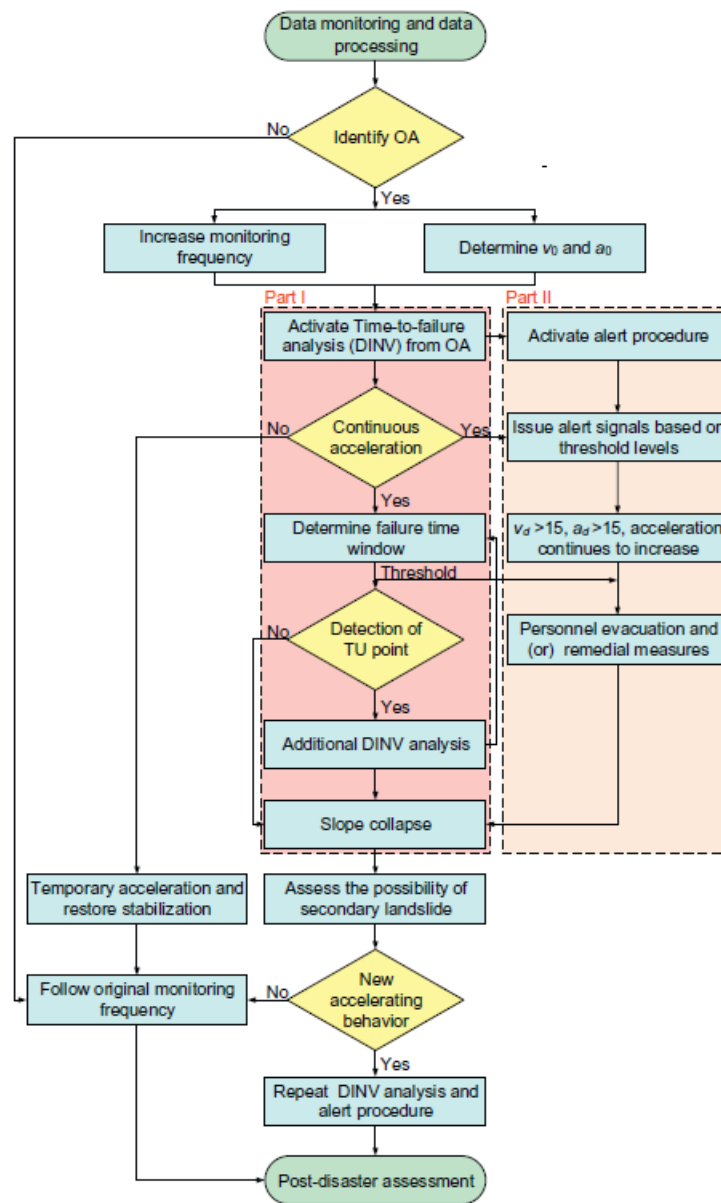 Data monitoring and data
processing
No
Identify OA
-
Yes
Increase monitoring
frequency
Determine v₀ and a₀
Part I
Part II
Activate Time-to-failure
analysis (DINV) from OA
Activate alert procedure
No
Continuous
acceleration
Yes
Issue alert signals based on
threshold levels
Yes
Determine failure time
window
v_d >15, a_d >15, acceleration
continues to increase
Threshold
No
Detection of
TU point
Personnel evacuation and
(or) remedial measures
Yes
Additional DINV analysis
Slope collapse
Temporary acceleration and
restore stabilization
Assess the possibility of
secondary landslide
Follow original monitoring
frequency
No
New
accelerating
behavior
Yes
Repeat DINV analysis and
alert procedure
Post-disaster assessment